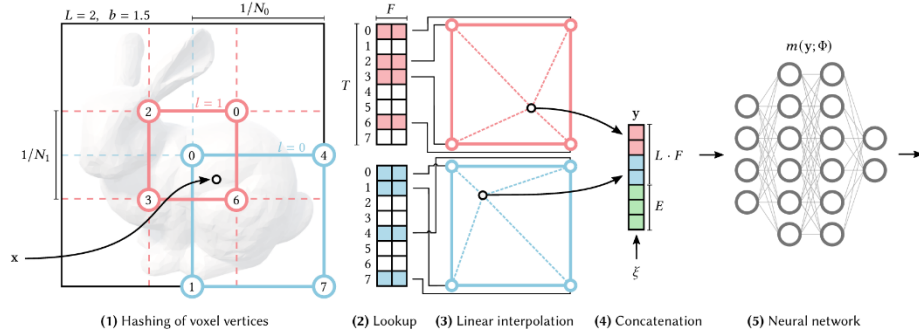 L = 2, b = 1.5
1/N₀
l = 1
l = 0
1/N₁
2
0
0
4
3
6
1
7
x
F
T
0
1
2
3
4
5
6
7
0
1
2
3
4
5
6
7
y
L · F
E
ξ
m(y; Φ)
(1) Hashing of voxel vertices
(2) Lookup
(3) Linear interpolation
(4) Concatenation
(5) Neural network